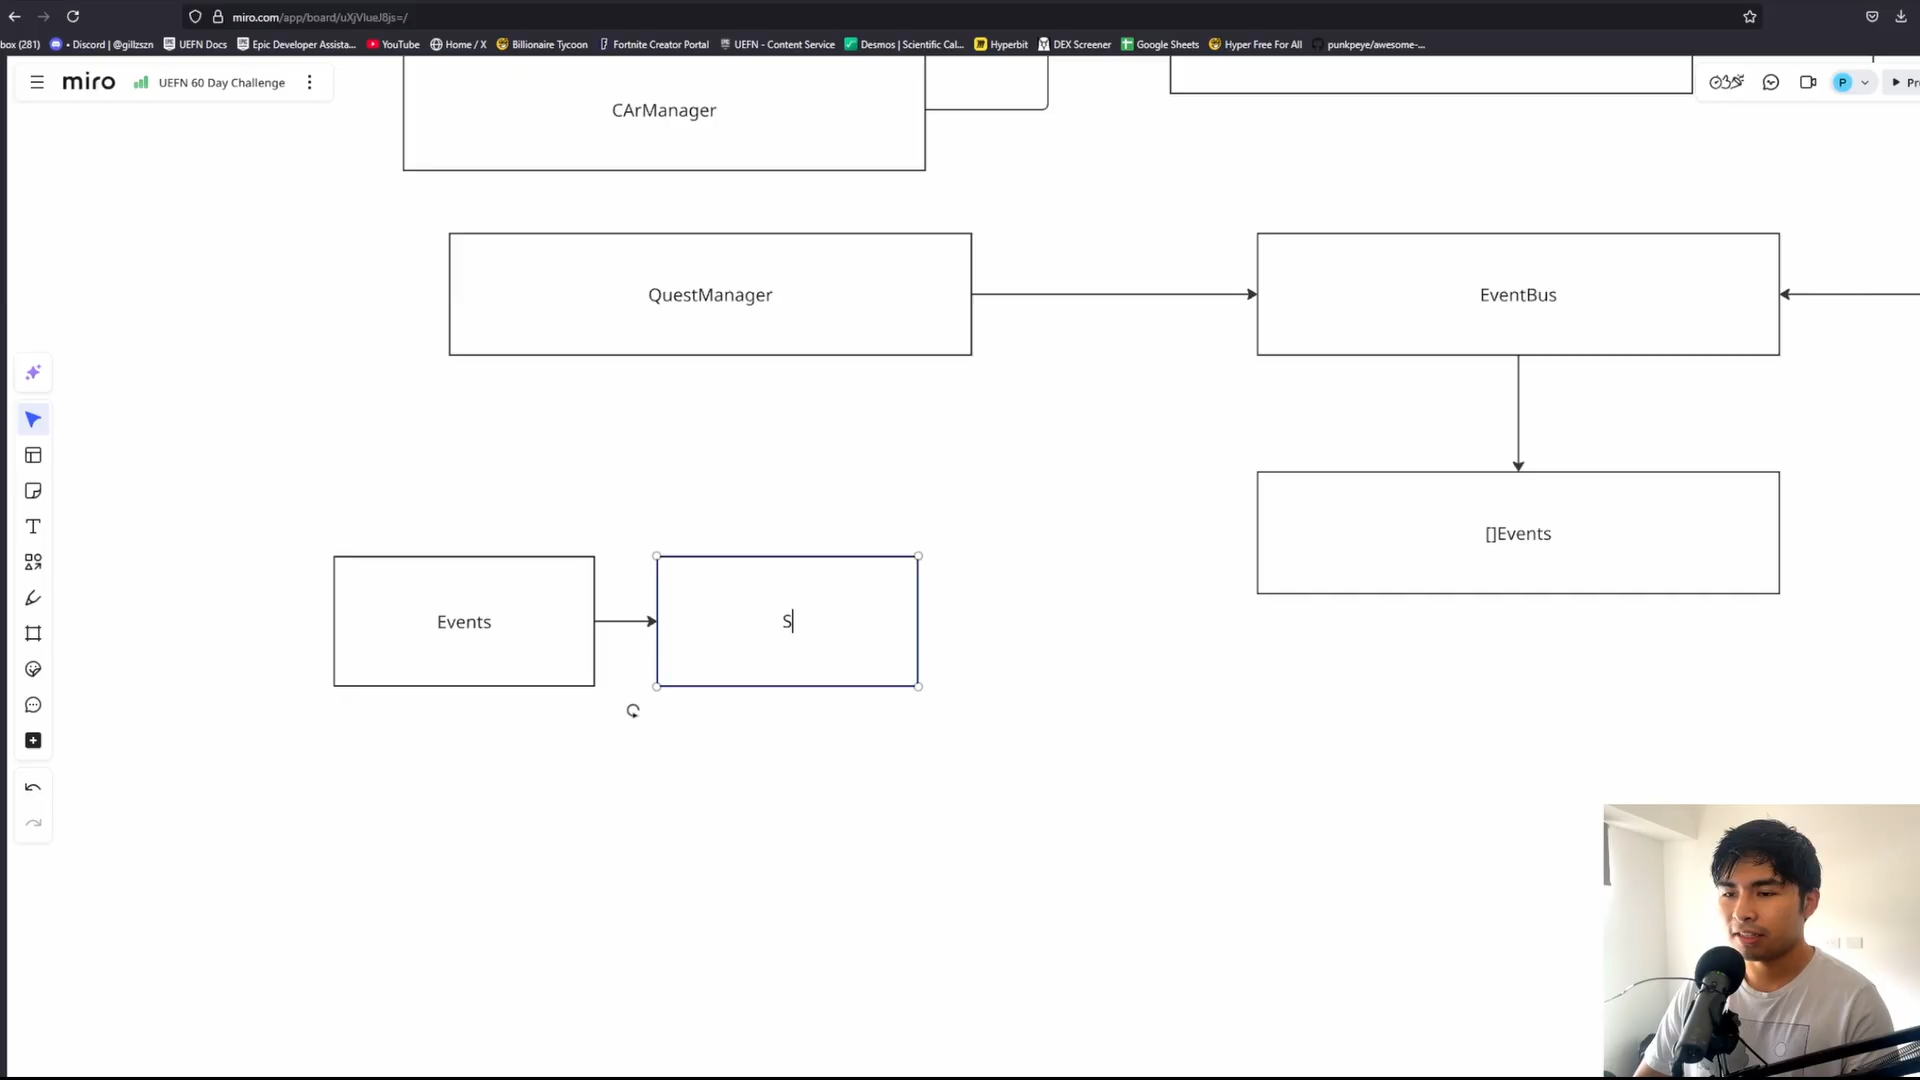 miro.com/app/board/uXjVIueJ8js=/
box (281)
• Discord | @gillzszn
UEFN Docs
Epic Developer Assista...
YouTube
Home / X
Billionaire Tycoon
Fortnite Creator Portal
UEFN - Content Service
Desmos | Scientific Cal...
Hyperbit
DEX Screener
Google Sheets
Hyper Free For All
punkpeye/awesome-...
miro
UEFN 60 Day Challenge
P
Pr
CArManager
QuestManager
EventBus
[]Events
Events
S